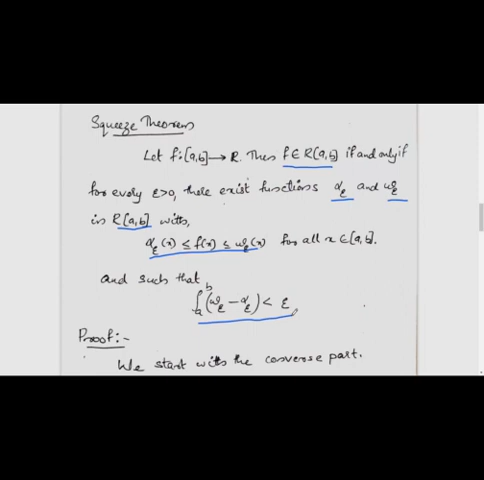 Squeeze Theorem
Let f:[a,b]→R. Then f∈R[a,b] if and only if
for every ε>0, there exist functions α_ε and ω_ε
in R[a,b] with,
α_ε(x) ≤ f(x) ≤ ω_ε(x) for all x∈[a,b].
and such that
∫_a^b (ω_ε − α_ε) < ε
Proof:-
We start with the converse part.